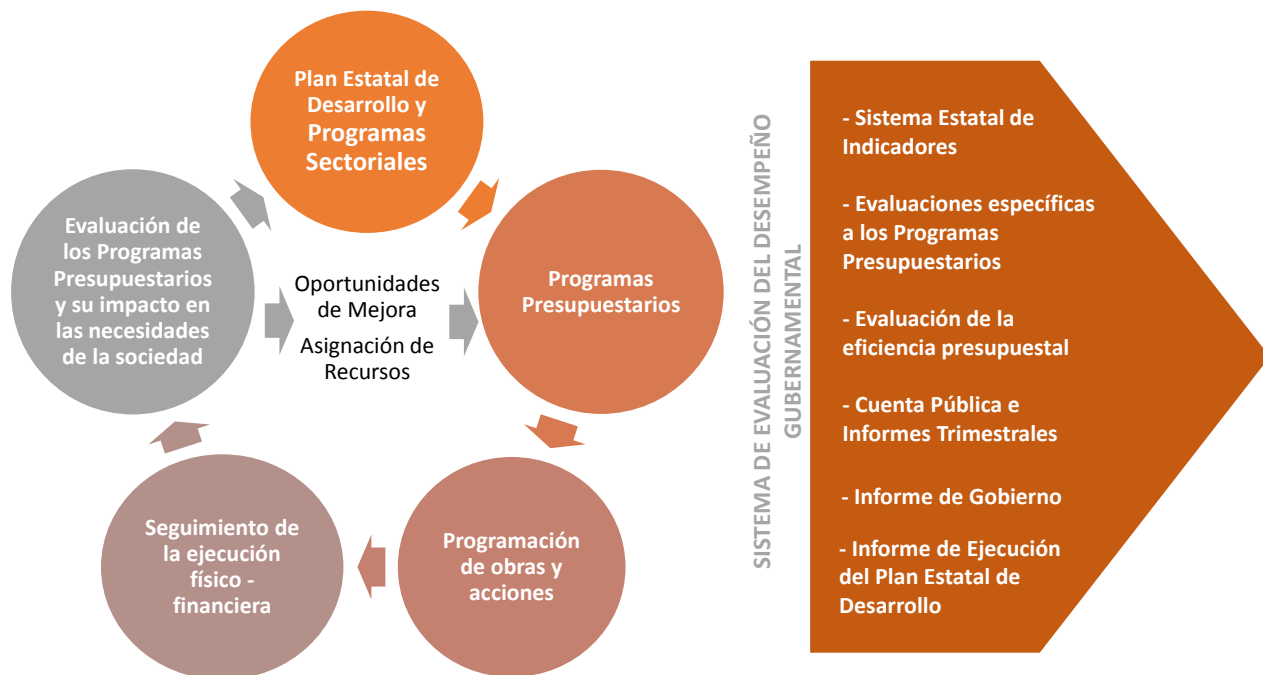 Plan Estatal de
Desarrollo y
Programas
Sectoriales
Evaluación de
los Programas
Presupuestarios
y su impacto en
las necesidades
de la sociedad
Oportunidades
de Mejora
Asignación de
Recursos
Programas
Presupuestarios
Seguimiento de
la ejecución
físico -
financiera
Programación
de obras y
acciones
SISTEMA DE EVALUACIÓN DEL DESEMPEÑO
GUBERNAMENTAL
- Sistema Estatal de
Indicadores
- Evaluaciones específicas
a los Programas
Presupuestarios
- Evaluación de la
eficiencia presupuestal
- Cuenta Pública e
Informes Trimestrales
- Informe de Gobierno
- Informe de Ejecución
del Plan Estatal de
Desarrollo